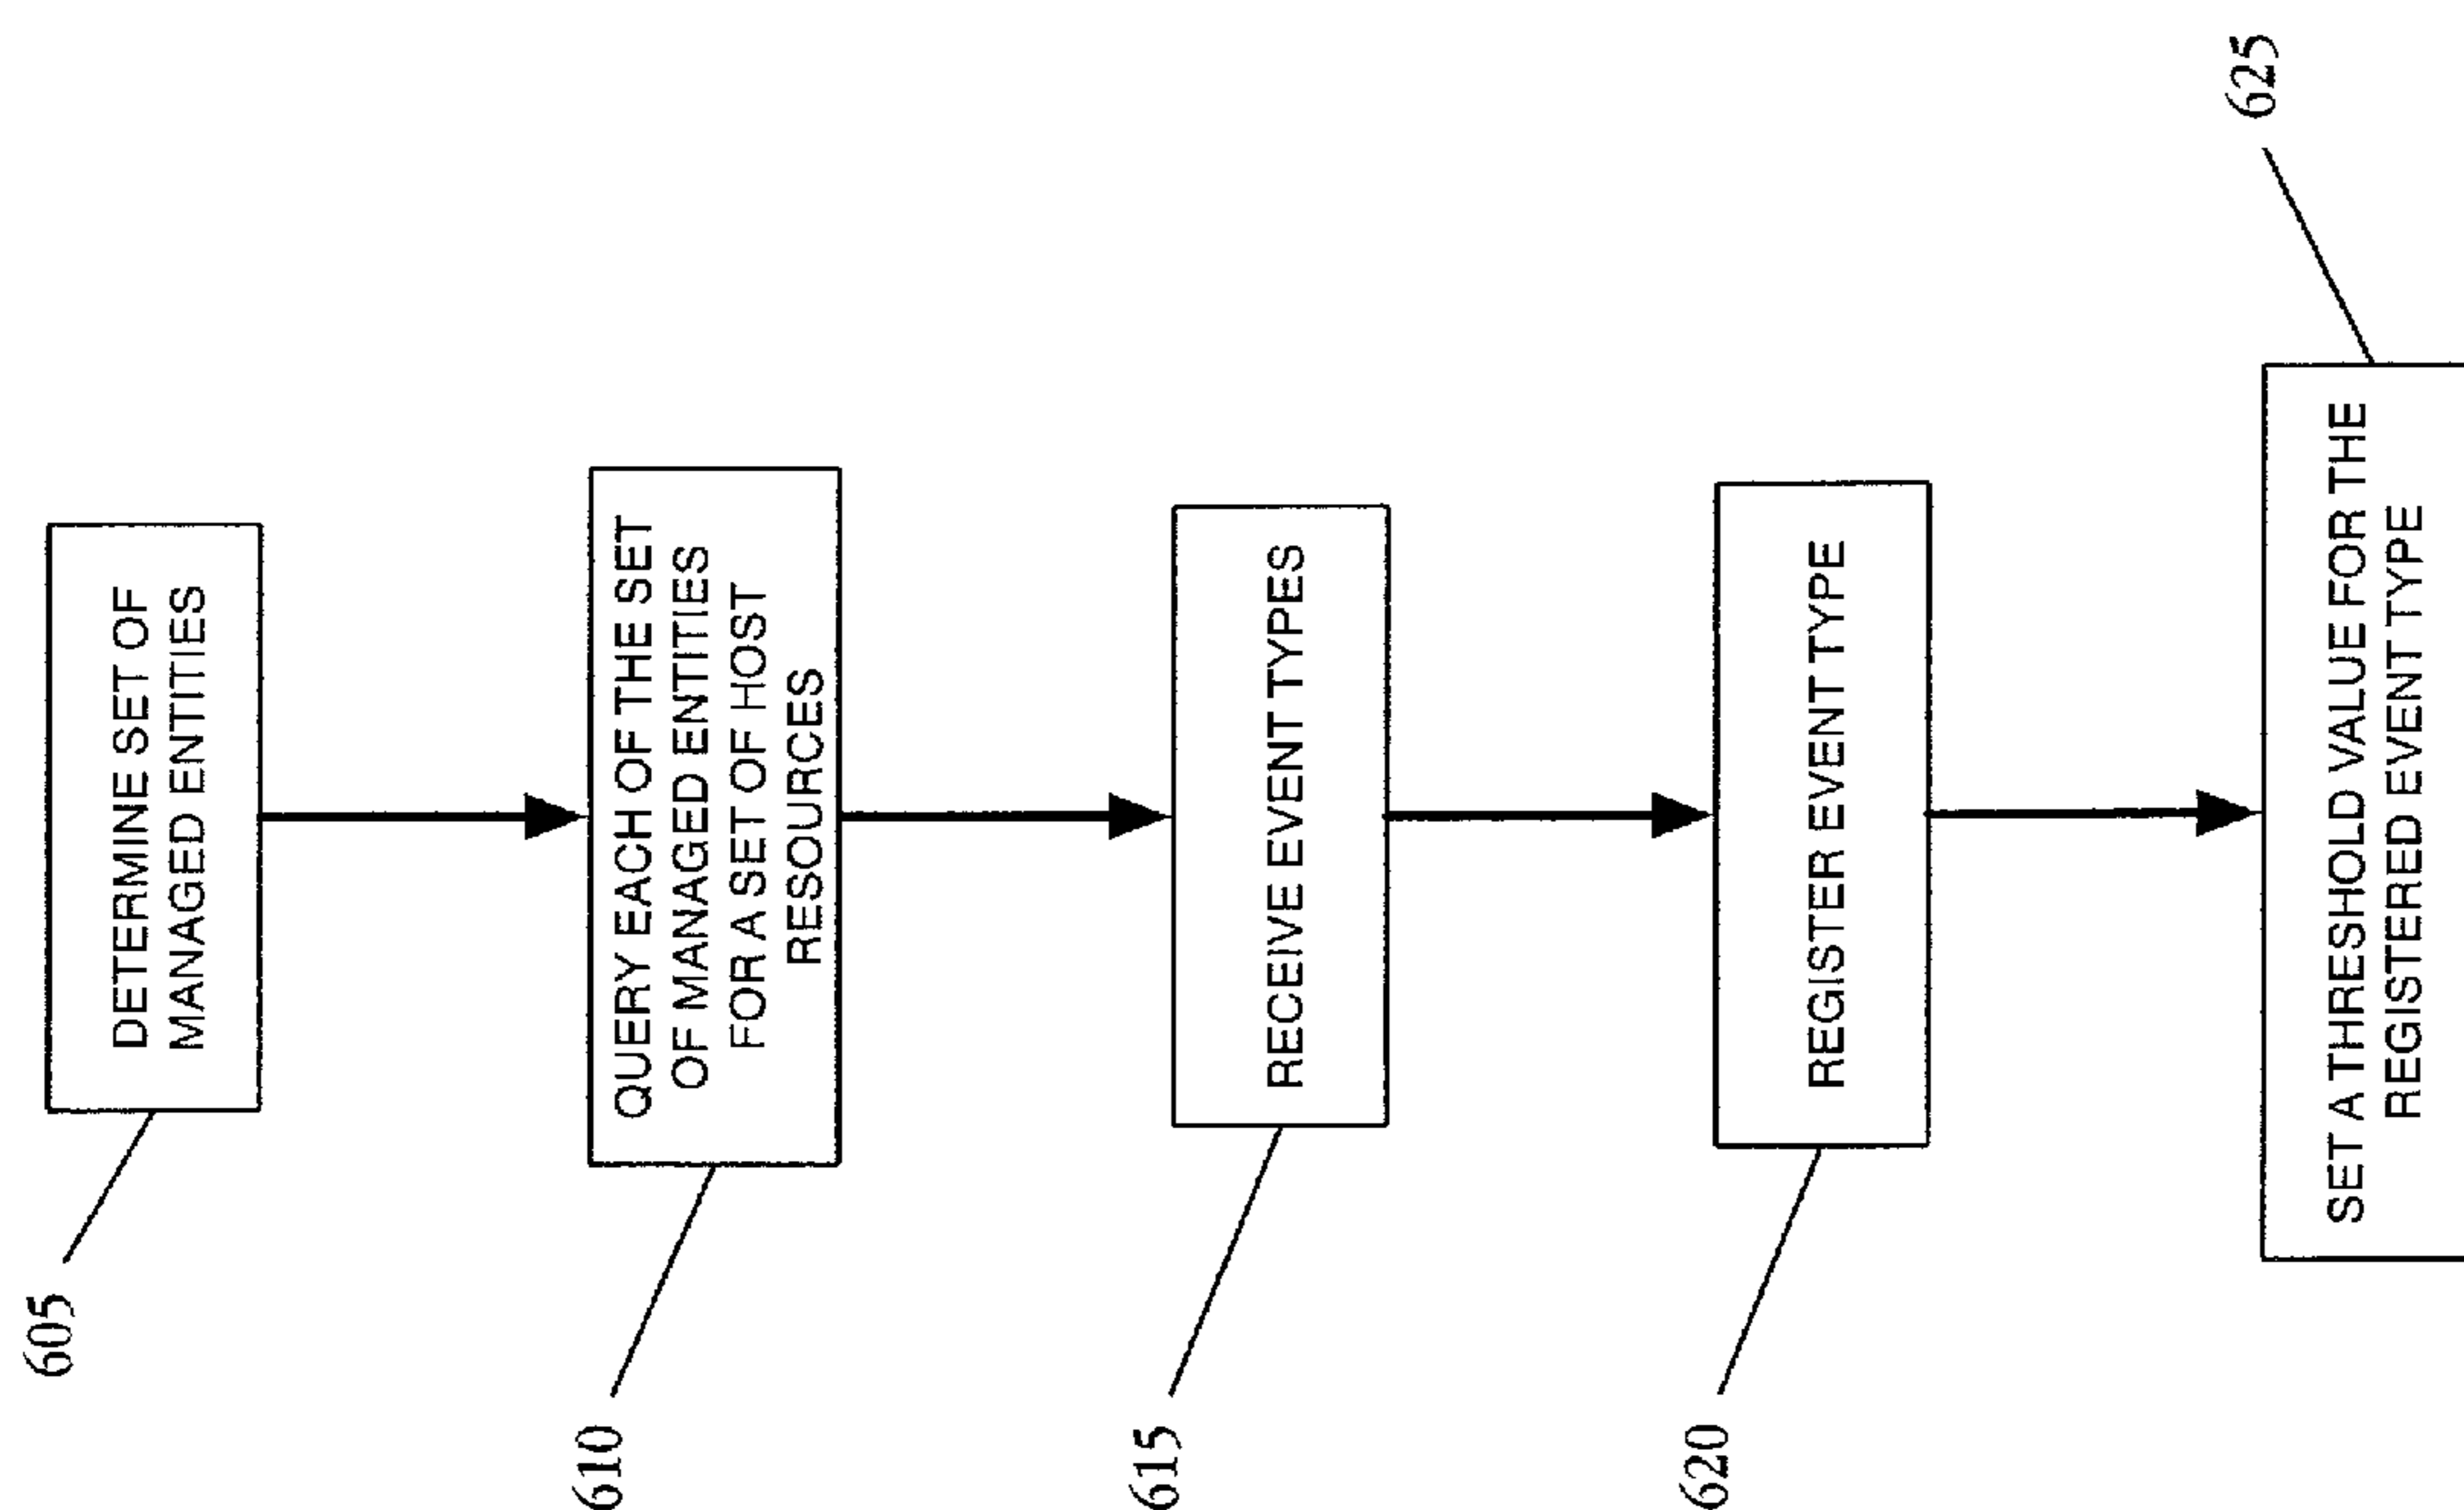 605
DETERMINE SET OF
MANAGED ENTITIES
610
QUERY EACH OF THE SET
OF MANAGED ENTITIES
FOR A SET OF HOST
RESOURCES
615
RECEIVE EVENT TYPES
620
REGISTER EVENT TYPE
625
SET A THRESHOLD VALUE FOR THE
REGISTERED EVENT TYPE